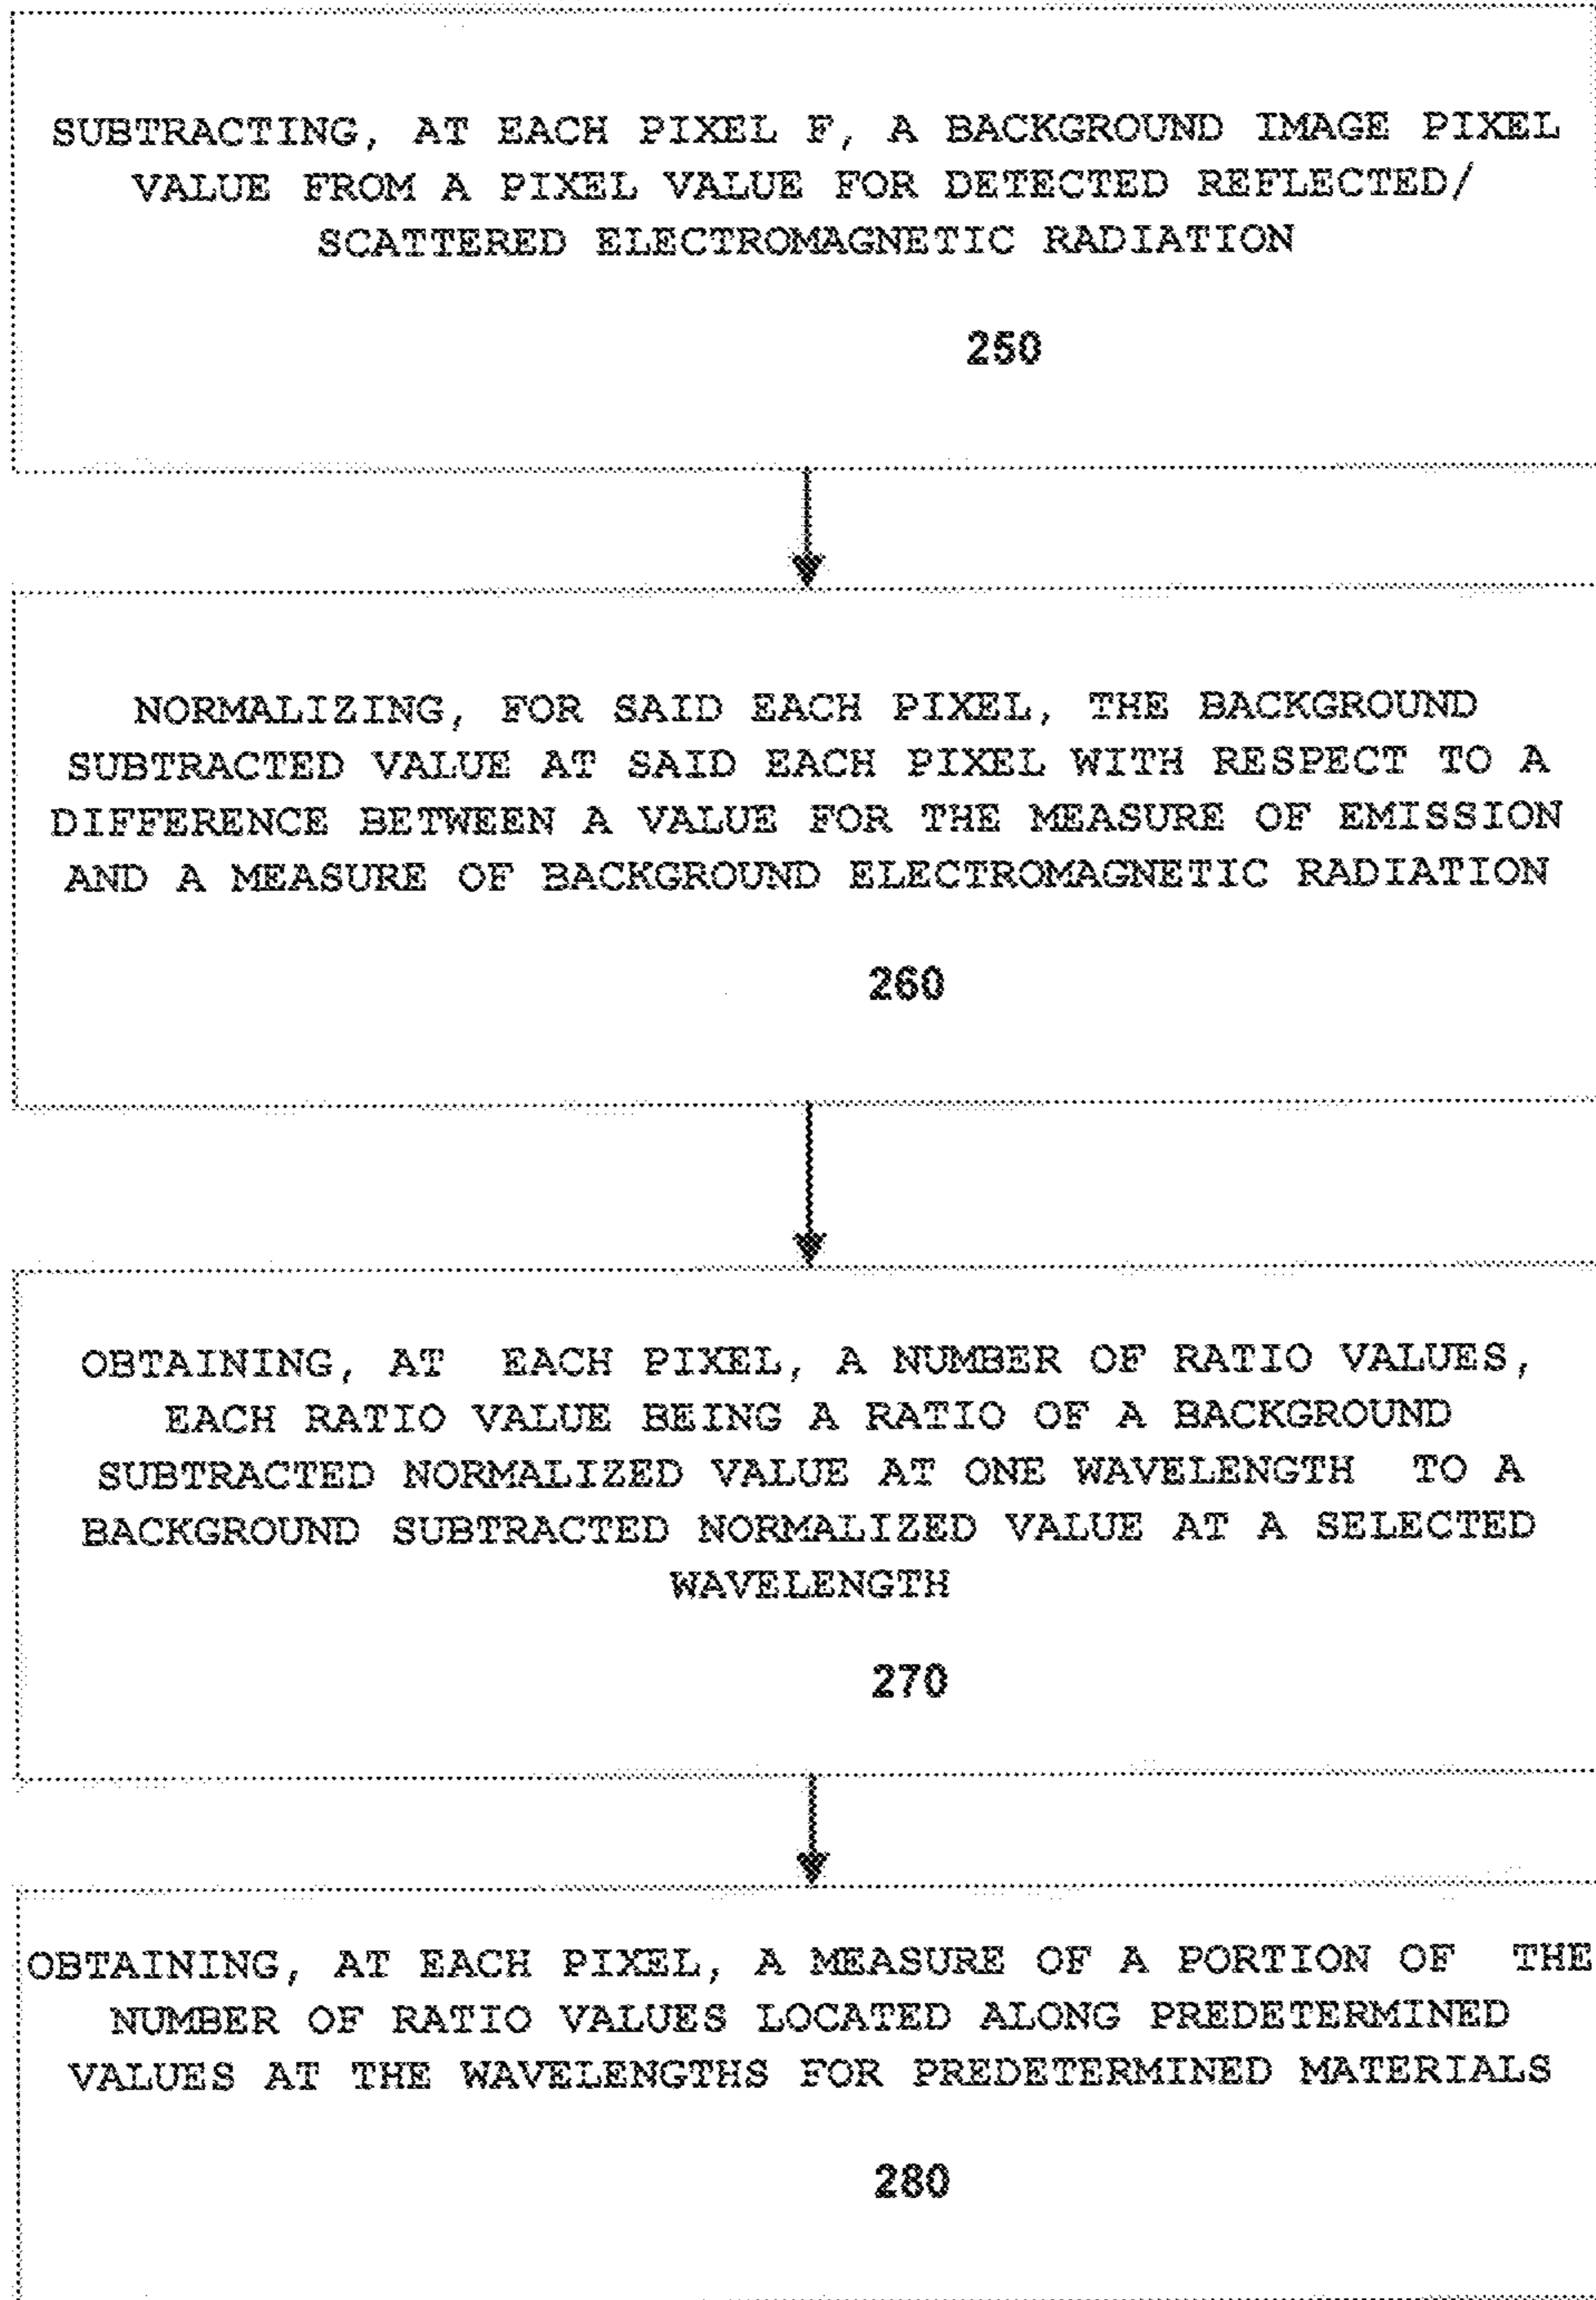 SUBTRACTING, AT EACH PIXEL F, A BACKGROUND IMAGE PIXEL
VALUE FROM A PIXEL VALUE FOR DETECTED REFLECTED/
SCATTERED ELECTROMAGNETIC RADIATION
250
NORMALIZING, FOR SAID EACH PIXEL, THE BACKGROUND
SUBTRACTED VALUE AT SAID EACH PIXEL WITH RESPECT TO A
DIFFERENCE BETWEEN A VALUE FOR THE MEASURE OF EMISSION
AND A MEASURE OF BACKGROUND ELECTROMAGNETIC RADIATION
260
OBTAINING, AT EACH PIXEL, A NUMBER OF RATIO VALUES,
EACH RATIO VALUE BEING A RATIO OF A BACKGROUND
SUBTRACTED NORMALIZED VALUE AT ONE WAVELENGTH TO A
BACKGROUND SUBTRACTED NORMALIZED VALUE AT A SELECTED
WAVELENGTH
270
OBTAINING, AT EACH PIXEL, A MEASURE OF A PORTION OF THE
NUMBER OF RATIO VALUES LOCATED ALONG PREDETERMINED
VALUES AT THE WAVELENGTHS FOR PREDETERMINED MATERIALS
280